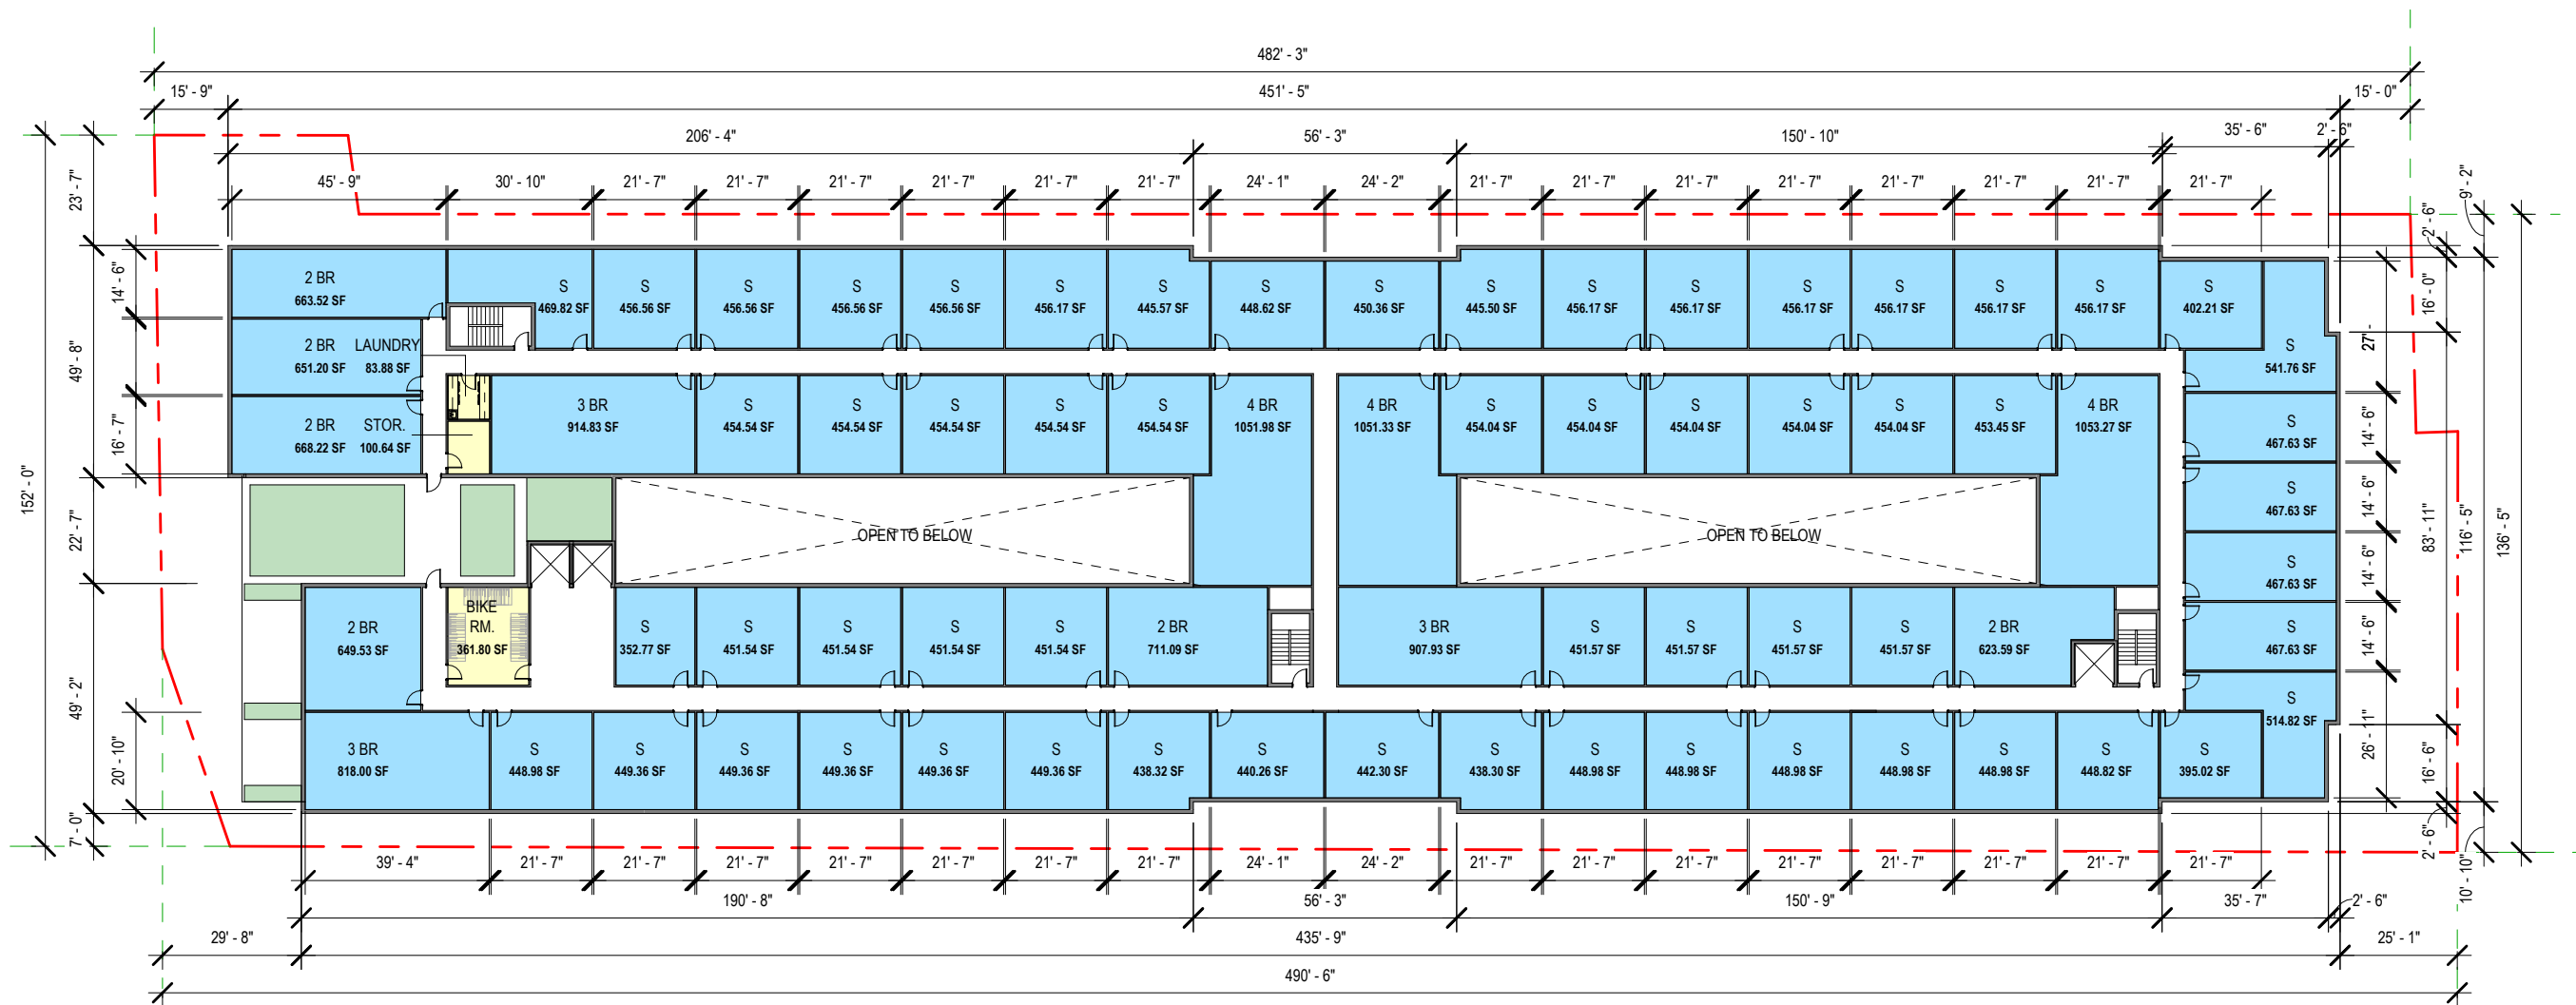 482' - 3"
15' - 9"
451' - 5"
15' - 0"
206' - 4"
56' - 3"
150' - 10"
35' - 6"
2' - 6"
45' - 9"
30' - 10"
21' - 7"
21' - 7"
21' - 7"
21' - 7"
21' - 7"
21' - 7"
24' - 1"
24' - 2"
21' - 7"
21' - 7"
21' - 7"
21' - 7"
21' - 7"
21' - 7"
21' - 7"
21' - 7"
152' - 0"
23' - 7"
49' - 8"
22' - 7"
49' - 2"
7' - 0"
14' - 6"
16' - 7"
20' - 10"
2 BR
663.52 SF
S
469.82 SF
S
456.56 SF
S
456.56 SF
S
456.56 SF
S
456.56 SF
S
456.17 SF
S
445.57 SF
S
448.62 SF
S
450.36 SF
S
445.50 SF
S
456.17 SF
S
456.17 SF
S
456.17 SF
S
456.17 SF
S
456.17 SF
S
456.17 SF
S
402.21 SF
2 BR
651.20 SF
LAUNDRY
83.88 SF
S
541.76 SF
2 BR
668.22 SF
STOR.
100.64 SF
3 BR
914.83 SF
S
454.54 SF
S
454.54 SF
S
454.54 SF
S
454.54 SF
S
454.54 SF
4 BR
1051.98 SF
4 BR
1051.33 SF
S
454.04 SF
S
454.04 SF
S
454.04 SF
S
454.04 SF
S
454.04 SF
S
453.45 SF
4 BR
1053.27 SF
S
467.63 SF
S
467.63 SF
OPEN TO BELOW
OPEN TO BELOW
S
467.63 SF
2 BR
649.53 SF
BIKE
RM.
361.80 SF
S
352.77 SF
S
451.54 SF
S
451.54 SF
S
451.54 SF
S
451.54 SF
2 BR
711.09 SF
3 BR
907.93 SF
S
451.57 SF
S
451.57 SF
S
451.57 SF
S
451.57 SF
2 BR
623.59 SF
S
467.63 SF
S
514.82 SF
3 BR
818.00 SF
S
448.98 SF
S
449.36 SF
S
449.36 SF
S
449.36 SF
S
449.36 SF
S
449.36 SF
S
438.32 SF
S
440.26 SF
S
442.30 SF
S
438.30 SF
S
448.98 SF
S
448.98 SF
S
448.98 SF
S
448.98 SF
S
448.98 SF
S
448.82 SF
S
395.02 SF
27' -
14' - 6"
14' - 6"
14' - 6"
14' - 6"
26' - 11"
2' - 6"
16' - 0"
83' - 11"
16' - 6"
2' - 6"
116' - 5"
9' - 2"
10' - 10"
136' - 5"
39' - 4"
21' - 7"
21' - 7"
21' - 7"
21' - 7"
21' - 7"
21' - 7"
21' - 7"
24' - 1"
24' - 2"
21' - 7"
21' - 7"
21' - 7"
21' - 7"
21' - 7"
21' - 7"
21' - 7"
21' - 7"
190' - 8"
56' - 3"
150' - 9"
35' - 7"
2' - 6"
29' - 8"
435' - 9"
25' - 1"
490' - 6"